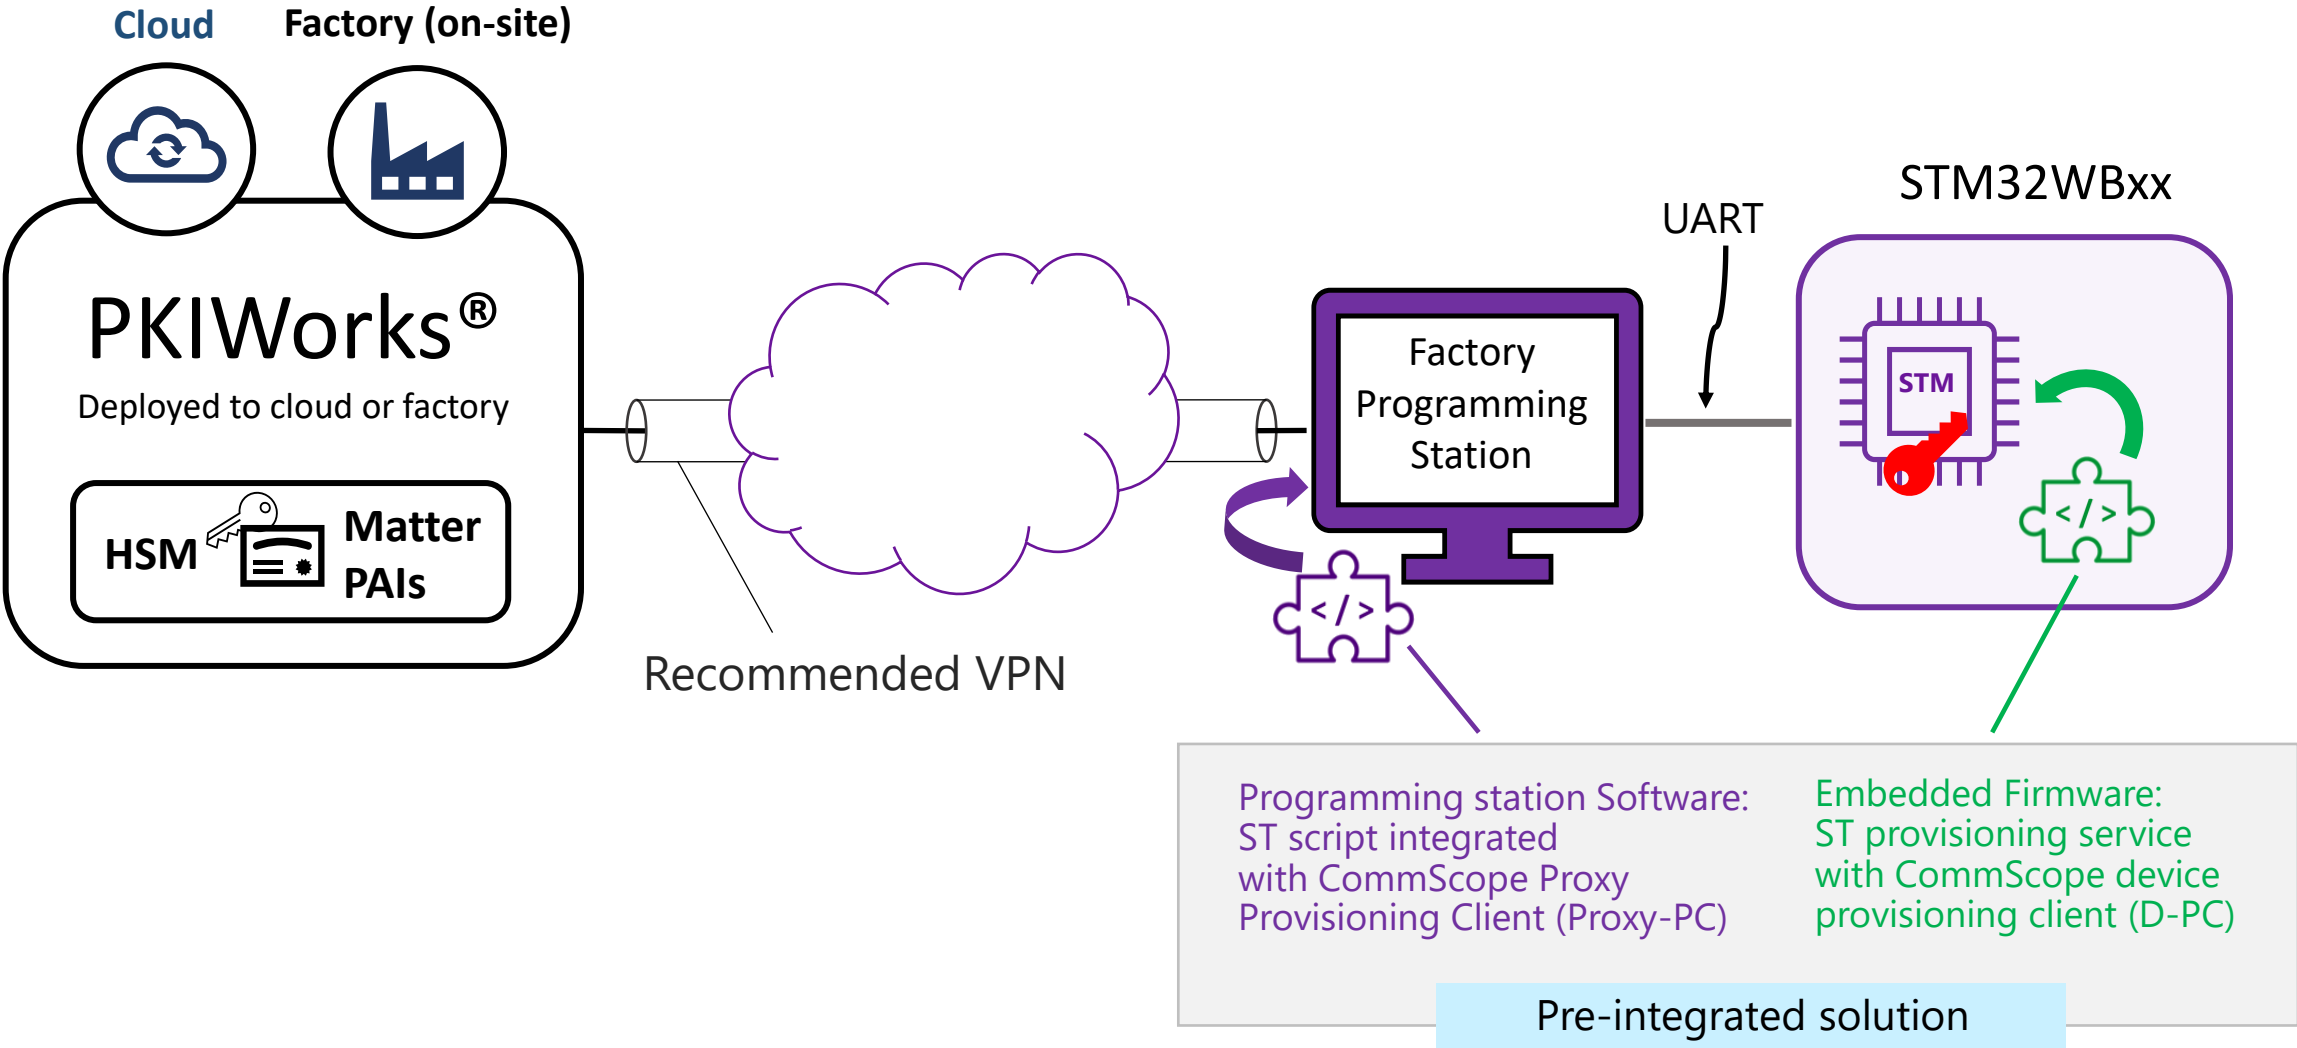 Cloud
Factory (on-site)
PKIWorks®
Deployed to cloud or factory
HSM
Matter
PAIs
Recommended VPN
Factory
Programming
Station
</>
UART
STM32WBxx
STM
</>
Programming station Software:
ST script integrated
with CommScope Proxy
Provisioning Client (Proxy-PC)
Embedded Firmware:
ST provisioning service
with CommScope device
provisioning client (D-PC)
Pre-integrated solution